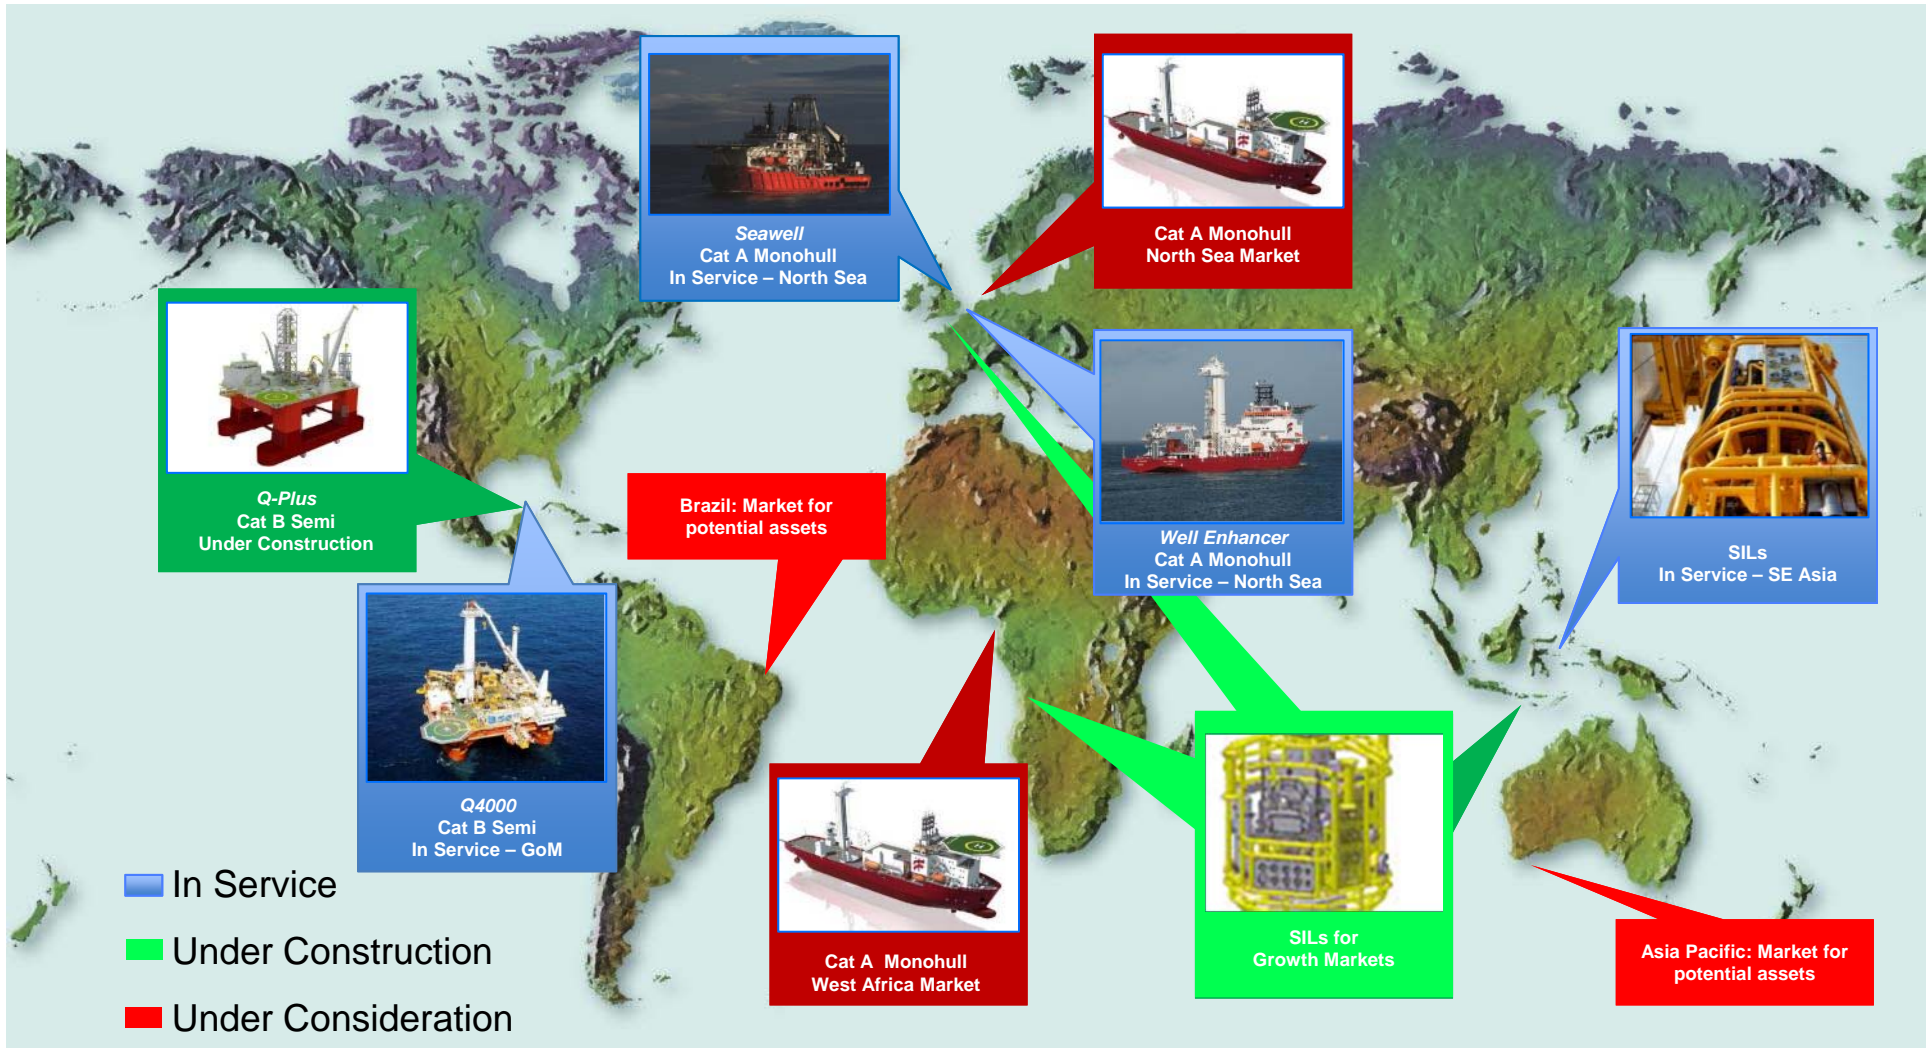 Seawell
Cat A Monohull
In Service – North Sea
Cat A Monohull
North Sea Market
Q-Plus
Cat B Semi
Under Construction
Brazil: Market for
potential assets
Well Enhancer
Cat A Monohull
In Service – North Sea
SILs
In Service – SE Asia
Q4000
Cat B Semi
In Service – GoM
Cat A  Monohull
West Africa Market
SILs for
Growth Markets
Asia Pacific: Market for
potential assets
In Service
Under Construction
Under Consideration